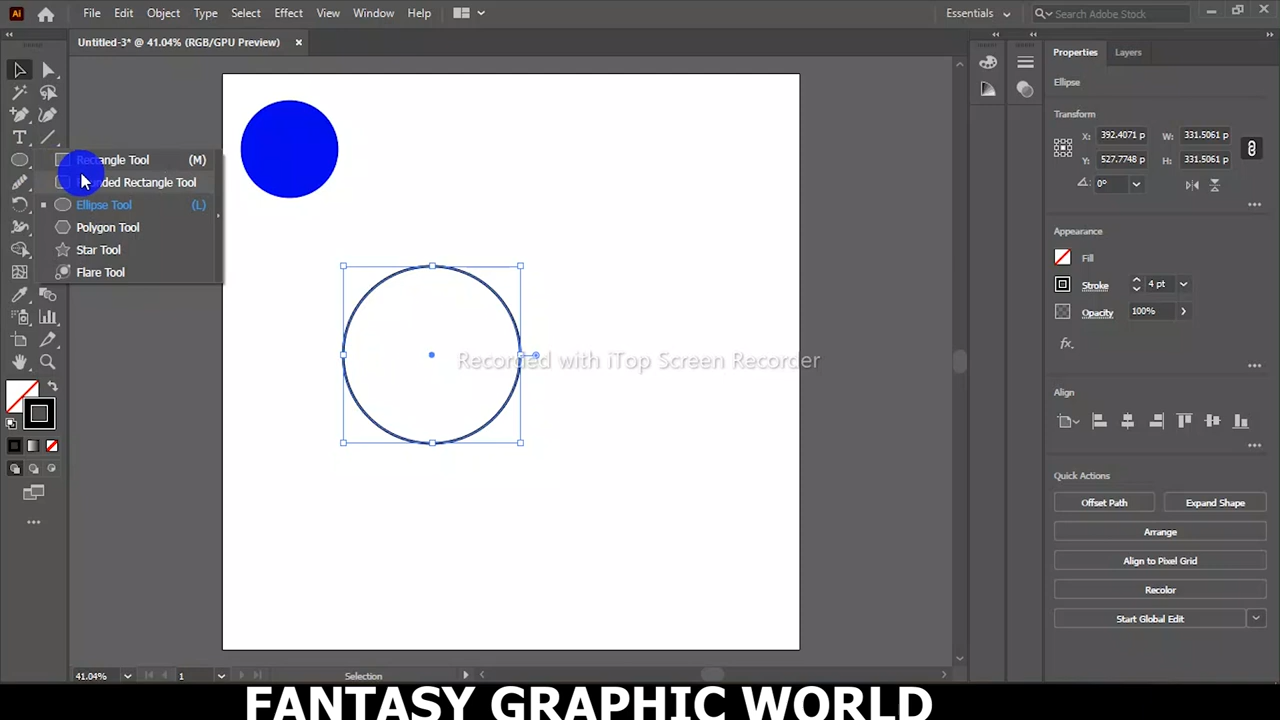 Ai File Edit Object Type Select Effect View Window Help Essentials Search Adobe Stock
Untitled-3* @ 41.04% (RGB/GPU Preview)
Rectangle Tool (M)
Rectangle Tool
Ellipse Tool (L)
Polygon Tool
Star Tool
Flare Tool
Recorded with iTop Screen Recorder
Properties Layers
Ellipse
Transform
X: 392.4071 p W: 331.5061 p
Y: 527.7748 p H: 331.5061 p
0°
Appearance
Fill
Stroke 4 pt
Opacity 100%
fx.
Align
Quick Actions
Offset Path Expand Shape
Arrange
Align to Pixel Grid
Recolor
Start Global Edit
41.04% 1 Selection
FANTASY GRAPHIC WORLD